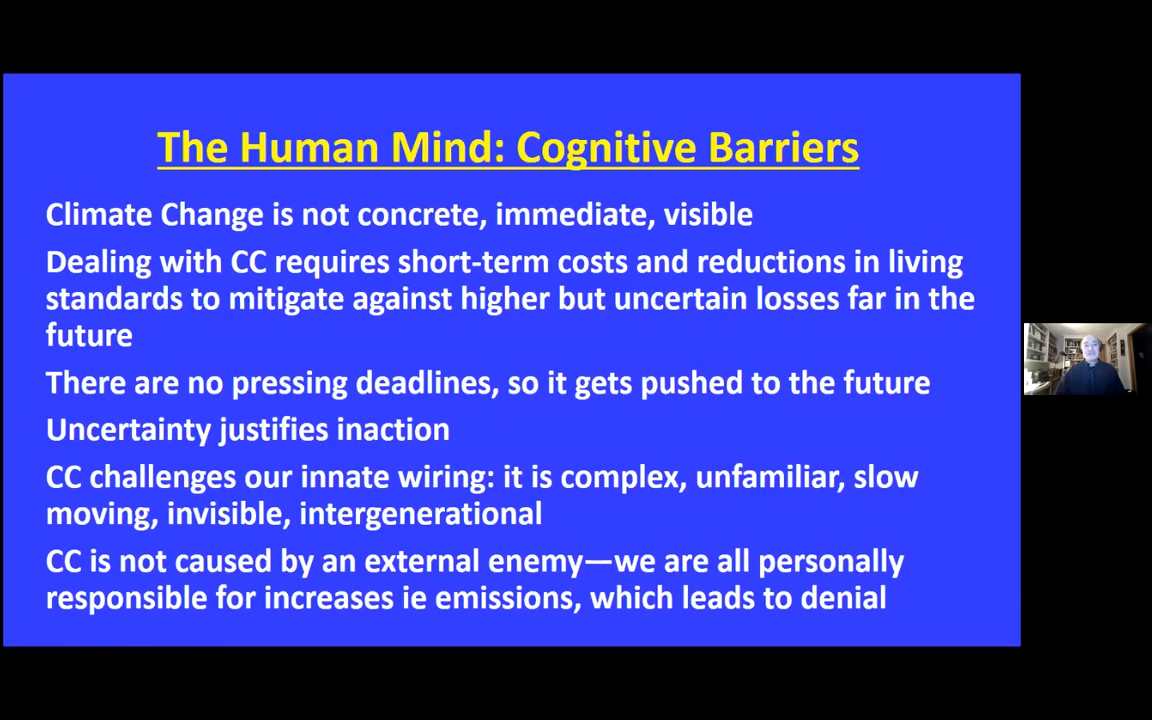 The Human Mind: Cognitive Barriers
Climate Change is not concrete, immediate, visible
Dealing with CC requires short-term costs and reductions in living
standards to mitigate against higher but uncertain losses far in the
future
There are no pressing deadlines, so it gets pushed to the future
Uncertainty justifies inaction
CC challenges our innate wiring: it is complex, unfamiliar, slow
moving, invisible, intergenerational
CC is not caused by an external enemy—we are all personally
responsible for increases ie emissions, which leads to denial